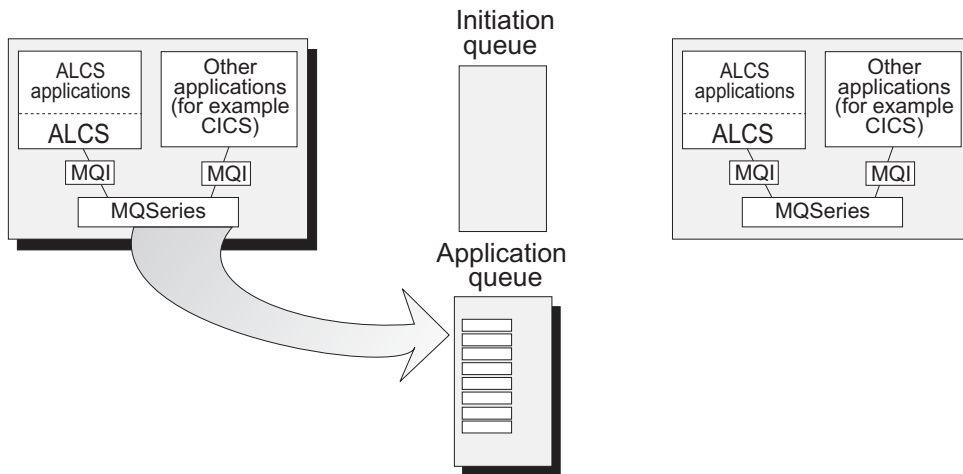 Initiation
queue
ALCS
applications
ALCS
Other
applications
(for example
CICS)
MQI
MQI
MQSeries
ALCS
applications
ALCS
Other
applications
(for example
CICS)
MQI
MQI
MQSeries
Application
queue